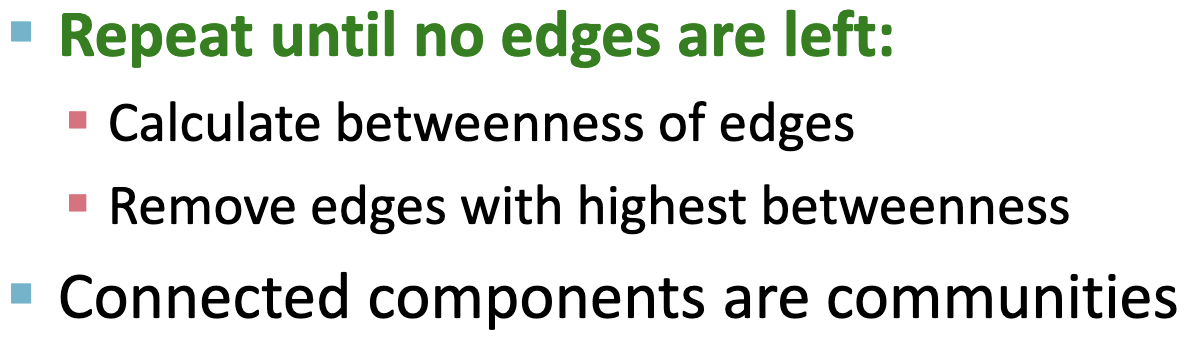 Repeat until no edges are left:
Calculate betweenness of edges
Remove edges with highest betweenness
Connected components are communities